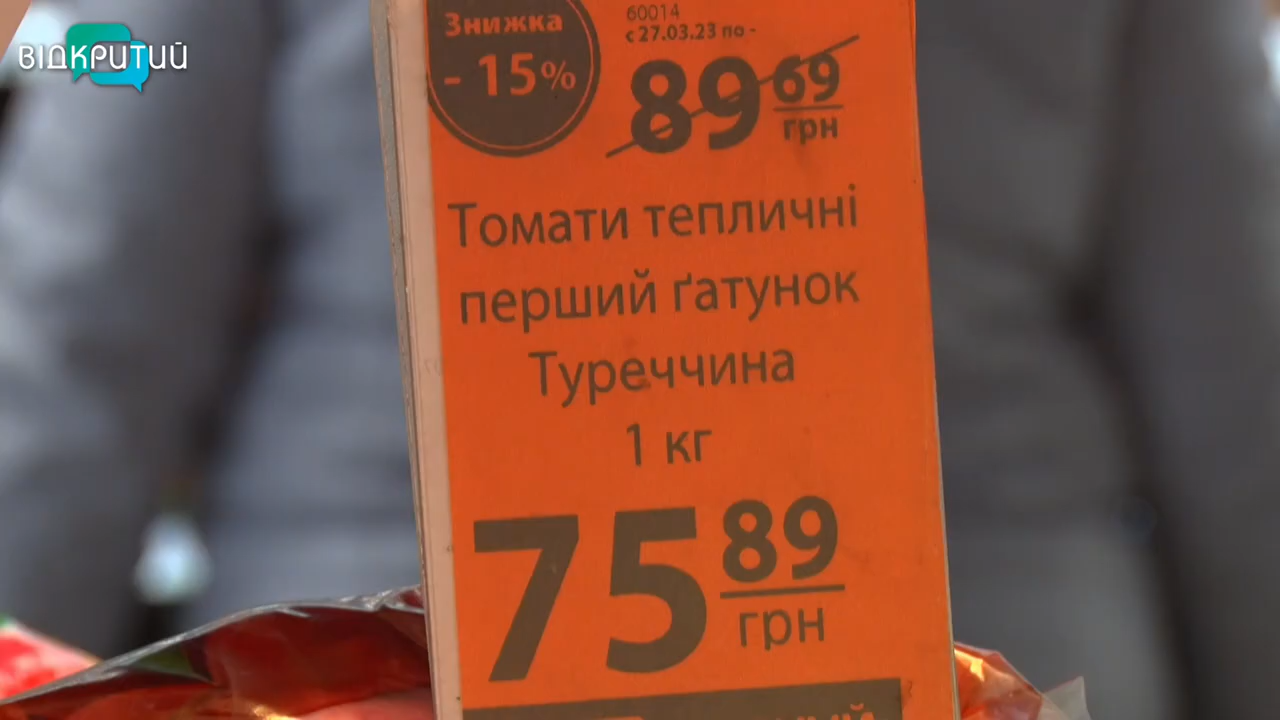 ВІДКРИТИЙ
Знижка
- 15%
60014
с 27.03.23 по -
89 69 грн
Томати тепличні
перший ґатунок
Туреччина
1 кг
75 89
грн